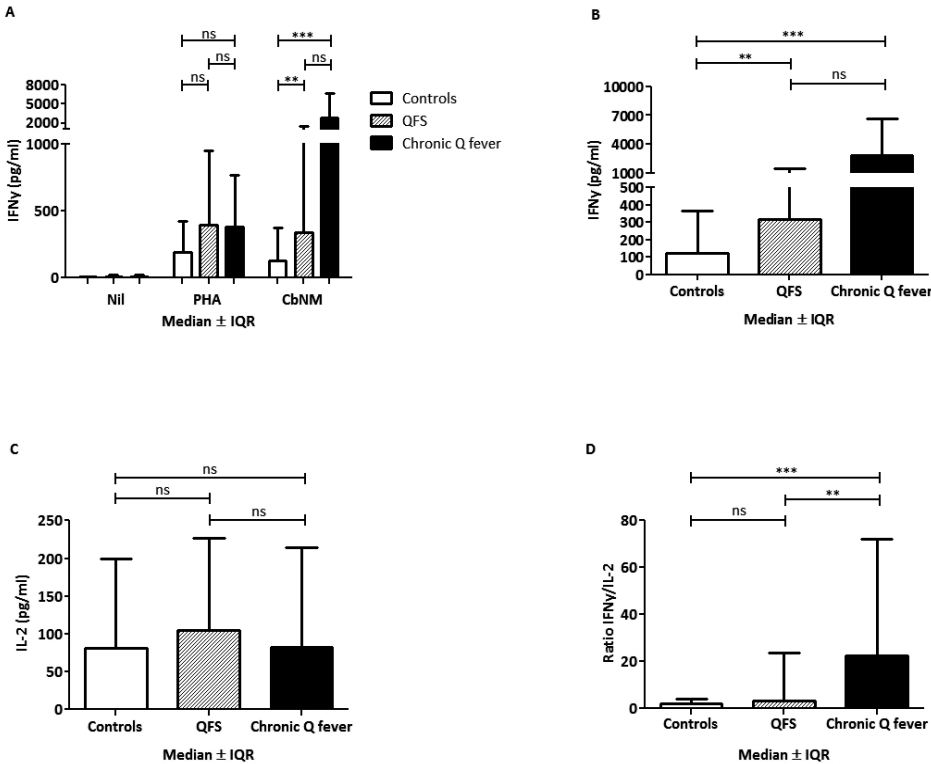 A
ns
***
ns
ns
ns
**
8000
5000
2000
1000
500
0
IFNγ (pg/ml)
Nil
PHA
CbNM
Median ± IQR
Controls
QFS
Chronic Q fever
B
***
**
ns
10000
7000
4000
1000
500
400
300
200
100
0
IFNγ (pg/ml)
Controls
QFS
Chronic Q fever
Median ± IQR
C
ns
ns
ns
250
200
150
100
50
0
IL-2 (pg/ml)
Controls
QFS
Chronic Q fever
Median ± IQR
D
***
**
ns
80
60
40
20
0
Ratio IFNγ/IL-2
Controls
QFS
Chronic Q fever
Median ± IQR